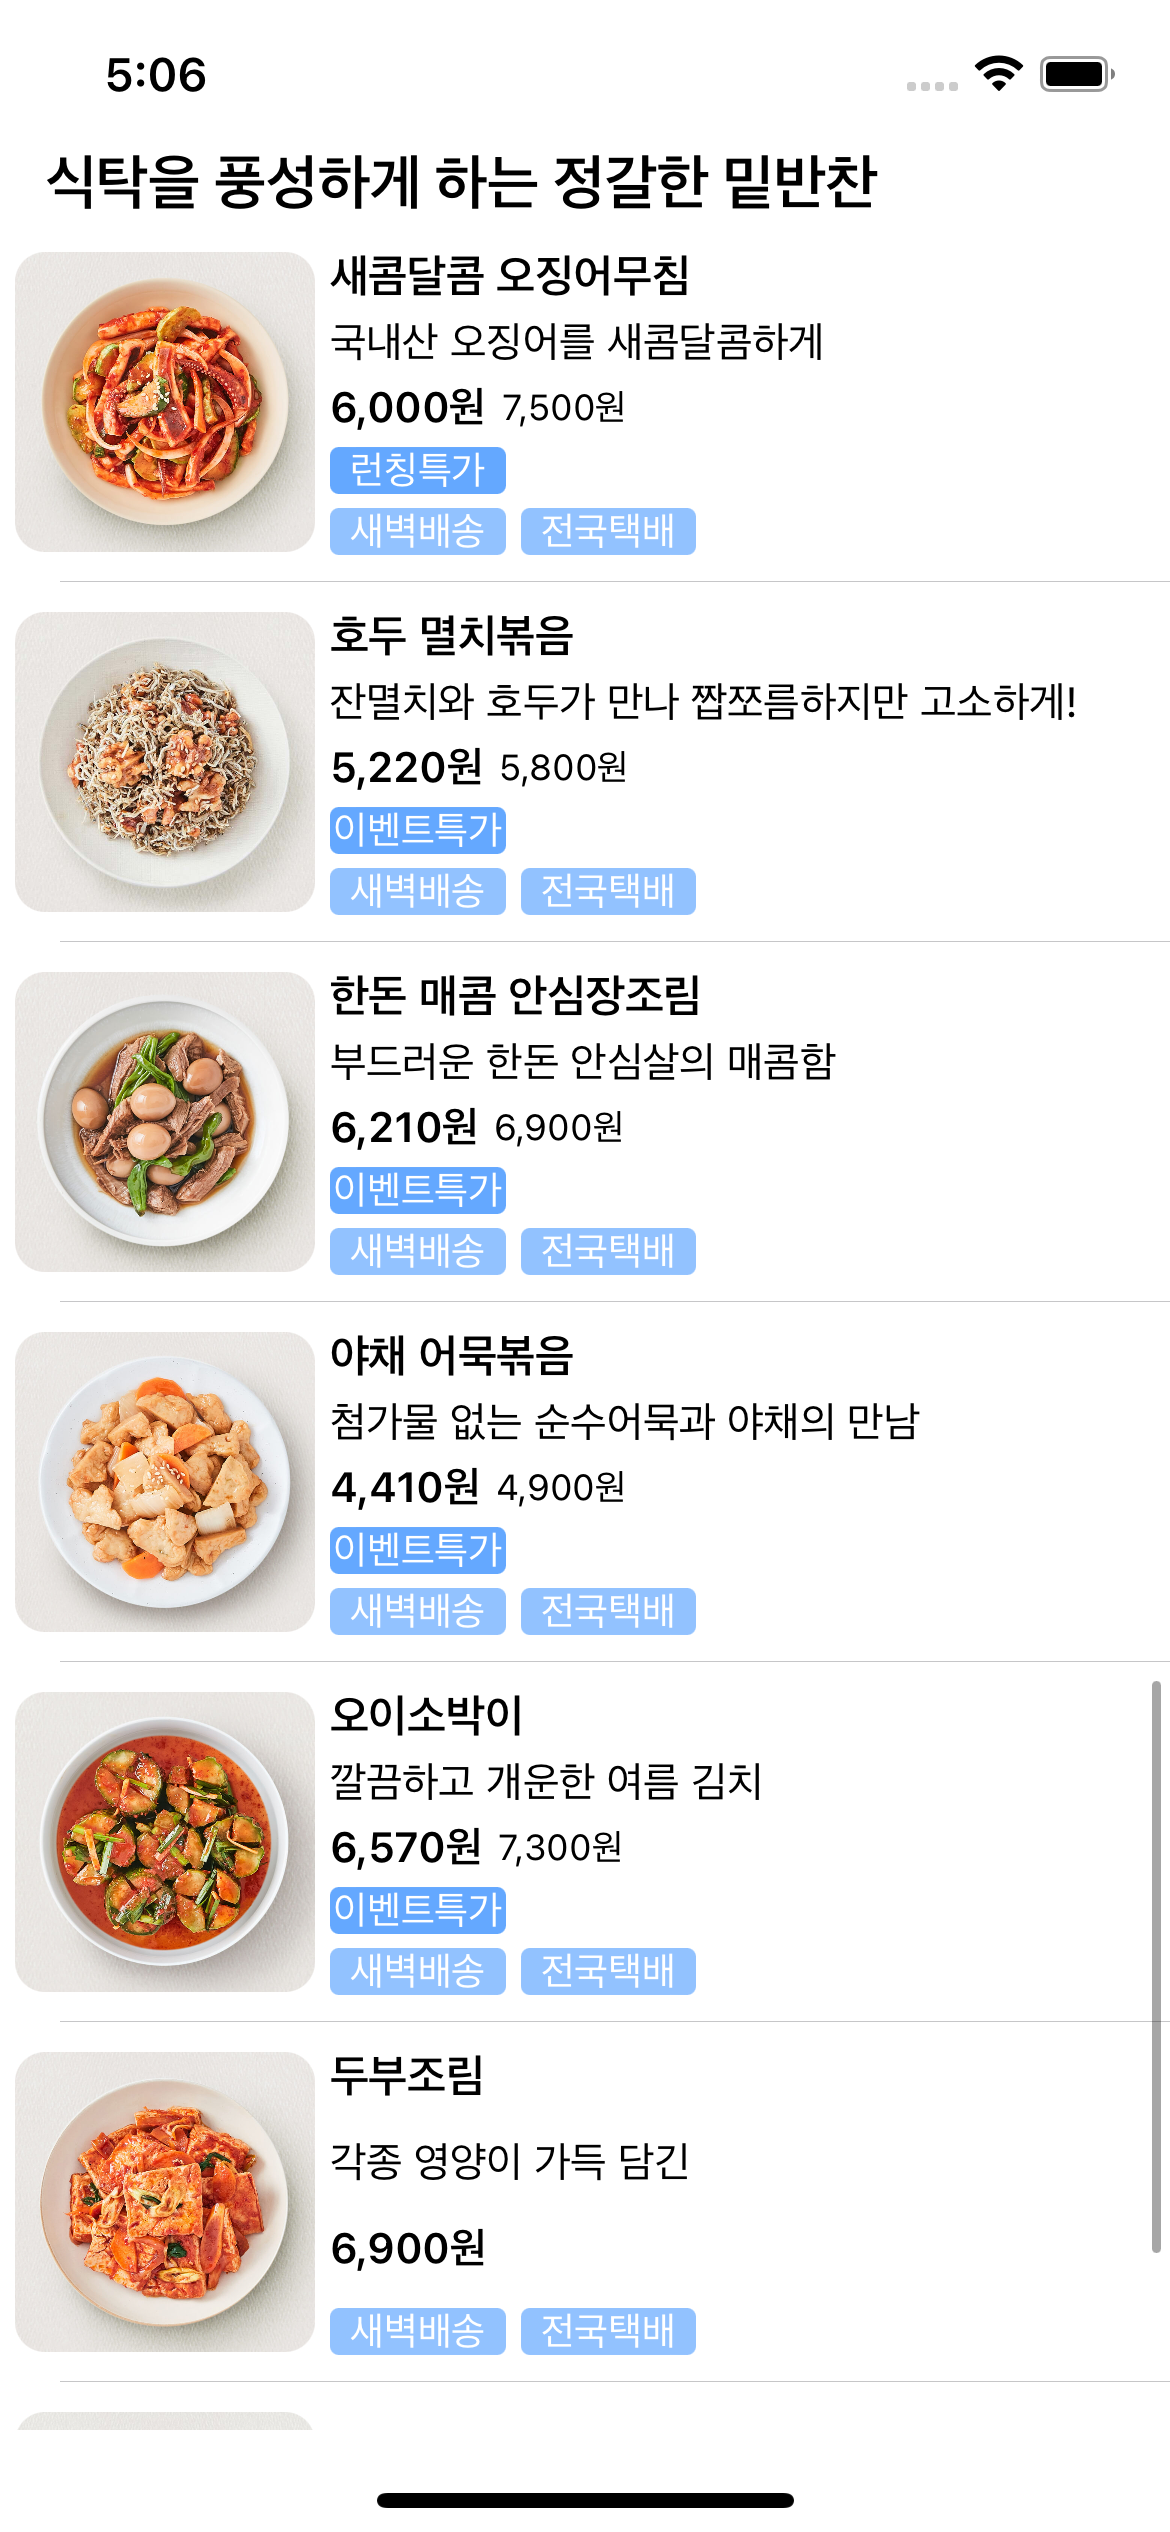 5:06
식탁을 풍성하게 하는 정갈한 밑반찬
새콤달콤 오징어무침
국내산 오징어를 새콤달콤하게
6,000원 7,500원
런칭특가
새벽배송 전국택배
호두 멸치볶음
잔멸치와 호두가 만나 짭쪼름하지만 고소하게!
5,220원 5,800원
이벤트특가
새벽배송 전국택배
한돈 매콤 안심장조림
부드러운 한돈 안심살의 매콤함
6,210원 6,900원
이벤트특가
새벽배송 전국택배
야채 어묵볶음
첨가물 없는 순수어묵과 야채의 만남
4,410원 4,900원
이벤트특가
새벽배송 전국택배
오이소박이
깔끔하고 개운한 여름 김치
6,570원 7,300원
이벤트특가
새벽배송 전국택배
두부조림
각종 영양이 가득 담긴
6,900원
새벽배송 전국택배